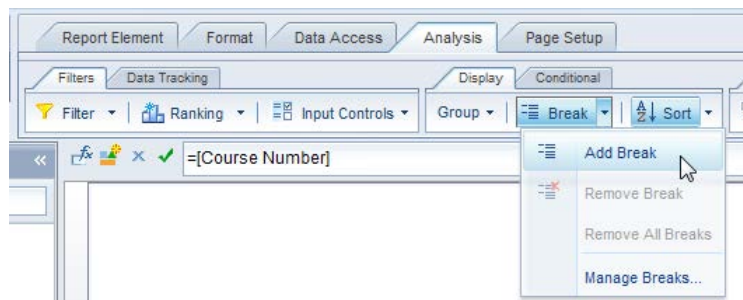 Report Element Format Data Access Analysis Page Setup
Filters Data Tracking Display Conditional
Filter Ranking Input Controls Group Break Sort
=[Course Number]
Add Break
Remove Break
Remove All Breaks
Manage Breaks...